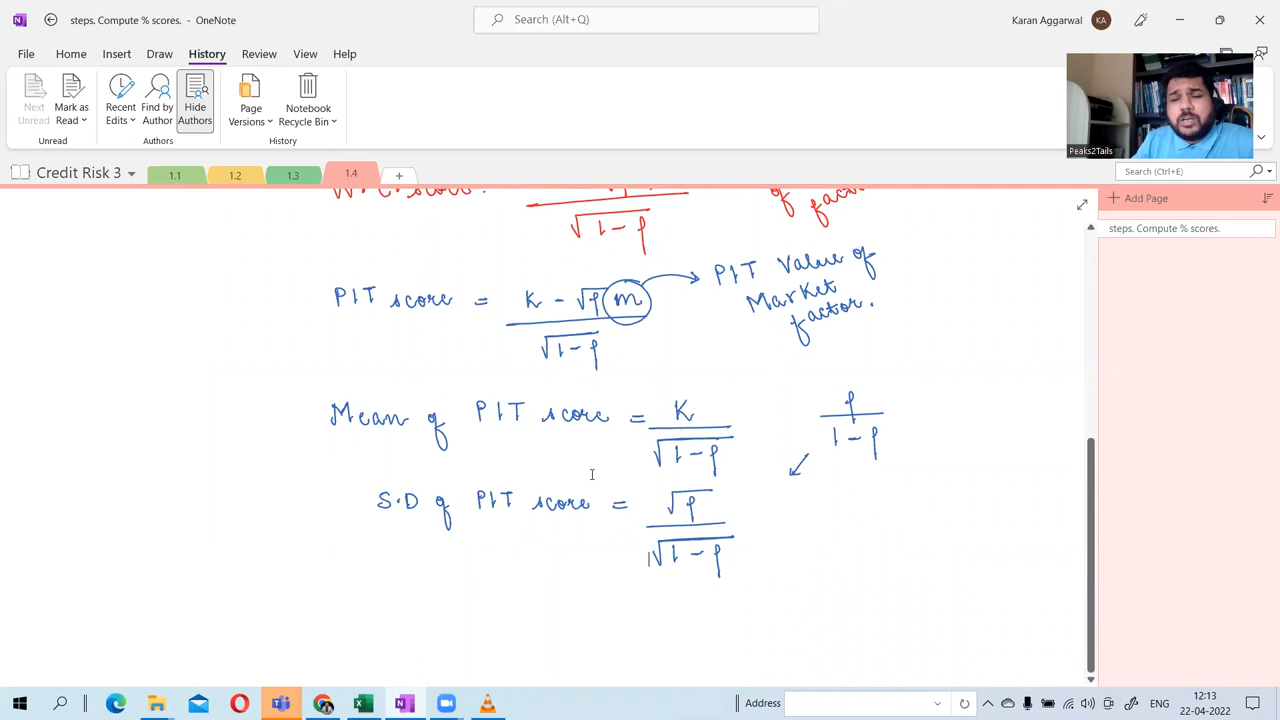 steps. Compute % scores. - OneNote
Search (Alt+Q)
Karan Aggarwal
KA
File
Home
Insert
Draw
History
Review
View
Help
Next Unread
Mark as Read
Recent Edits
Find by Author
Hide Authors
Page Versions
Notebook Recycle Bin
Unread
Authors
History
Peaks2Tails
Credit Risk 3
1.1
1.2
1.3
1.4
Search (Ctrl+E)
Add Page
steps. Compute % scores.
√1-ρ
of factor
PIT score = K - √ρ m
√1-ρ
PIT Value of
Market
factor.
Mean of PIT score = K
√1-ρ
ρ
1-ρ
S.D of PIT score = √ρ
√1-ρ
Address
ENG
12:13
22-04-2022